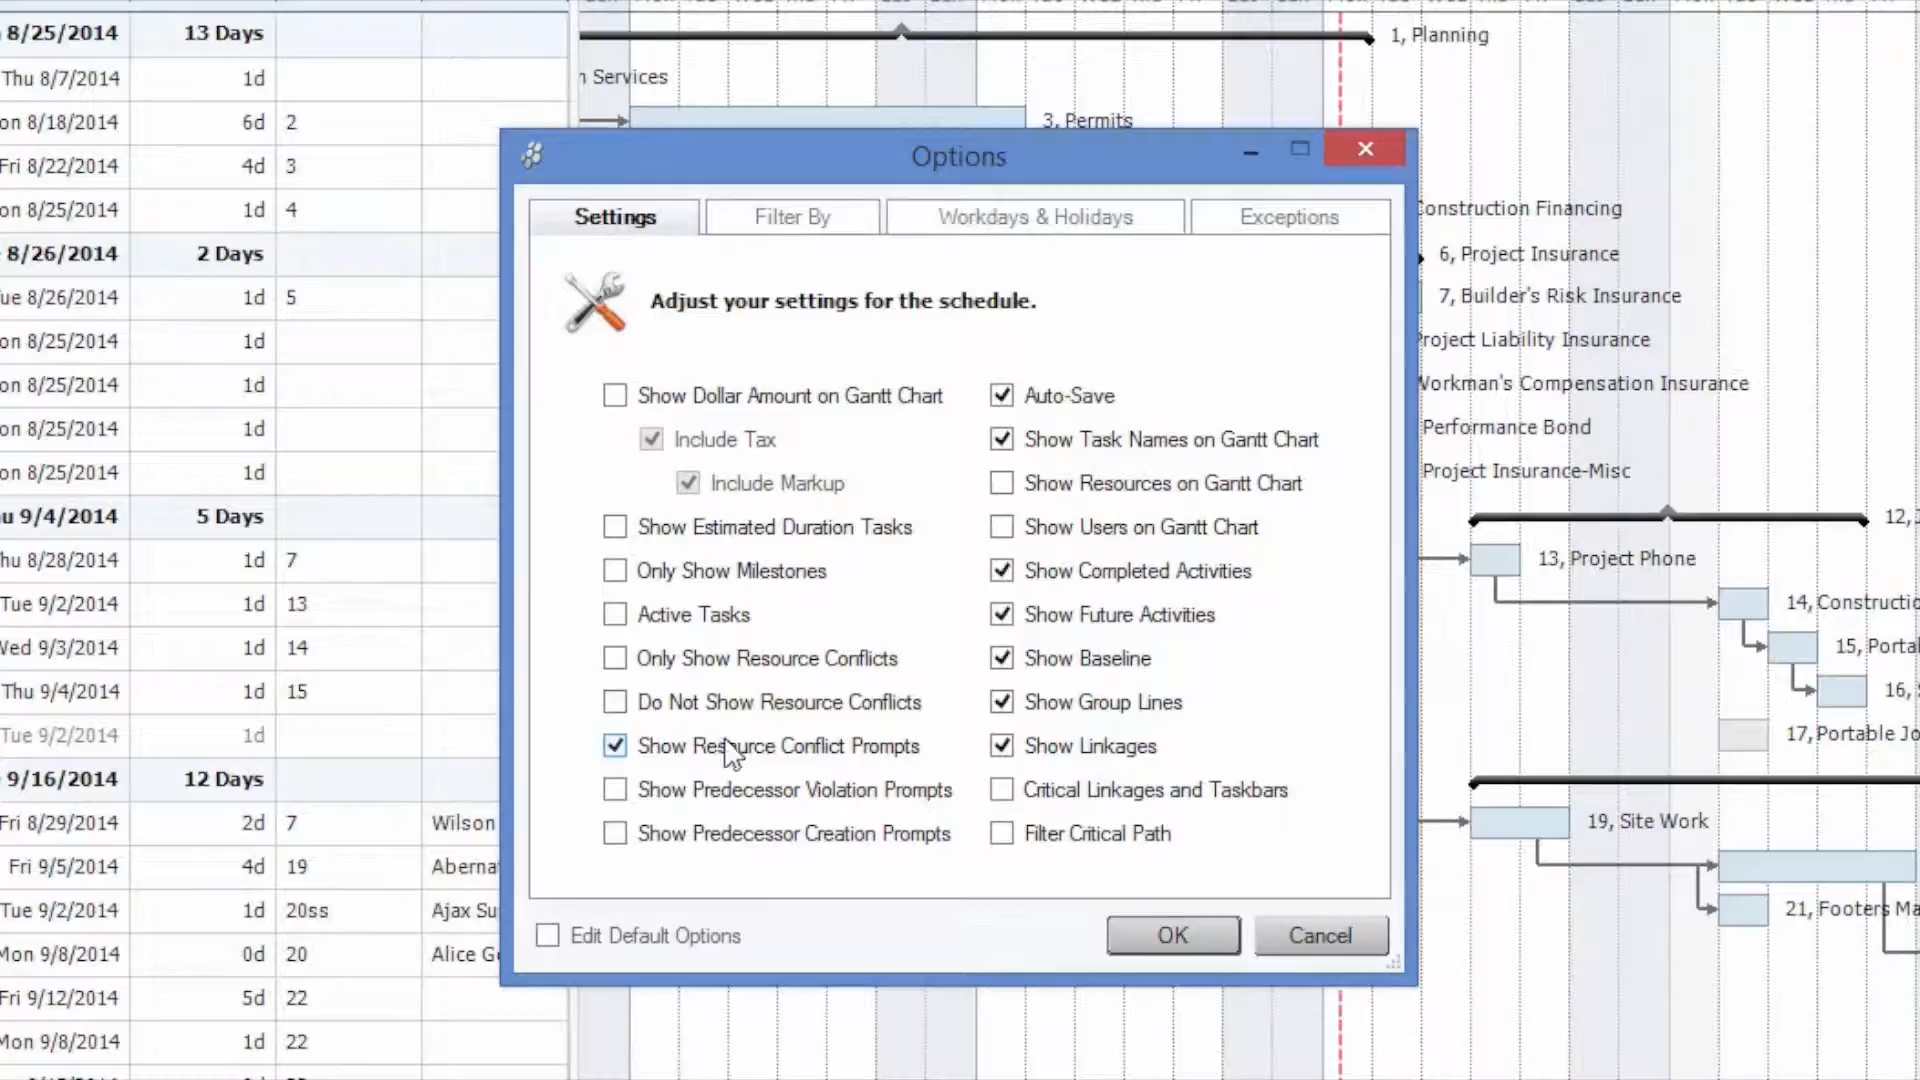 8/25/2014 13 Days
1, Planning
Thu 8/7/2014 1d
Services
8/18/2014 6d 2
3, Permits
Fri 8/22/2014 4d 3
8/25/2014 1d 4
Construction Financing
8/26/2014 2 Days
6, Project Insurance
8/26/2014 1d 5
7, Builder's Risk Insurance
8/25/2014 1d
Project Liability Insurance
8/25/2014 1d
Workman's Compensation Insurance
8/25/2014 1d
Performance Bond
8/25/2014 1d
Project Insurance-Misc
9/4/2014 5 Days
12,
8/28/2014 1d 7
13, Project Phone
Tue 9/2/2014 1d 13
14,
Wed 9/3/2014 1d 14
15,
Thu 9/4/2014 1d 15
16,
Tue 9/2/2014 1d
17, Portable
9/16/2014 12 Days
Fri 8/29/2014 2d 7 Wilson
19, Site Work
Fri 9/5/2014 4d 19
Tue 9/2/2014 1d 20ss Ajax
21, Footers
Mon 9/8/2014 0d 20 Alice
Fri 9/12/2014 5d 22
Mon 9/8/2014 1d 22
Options
Settings
Filter By
Workdays & Holidays
Exceptions
Adjust your settings for the schedule.
Show Dollar Amount on Gantt Chart
Include Tax
Include Markup
Show Estimated Duration Tasks
Only Show Milestones
Active Tasks
Only Show Resource Conflicts
Do Not Show Resource Conflicts
Show Resource Conflict Prompts
Show Predecessor Violation Prompts
Show Predecessor Creation Prompts
Auto-Save
Show Task Names on Gantt Chart
Show Resources on Gantt Chart
Show Users on Gantt Chart
Show Completed Activities
Show Future Activities
Show Baseline
Show Group Lines
Show Linkages
Critical Linkages and Taskbars
Filter Critical Path
Edit Default Options
OK
Cancel